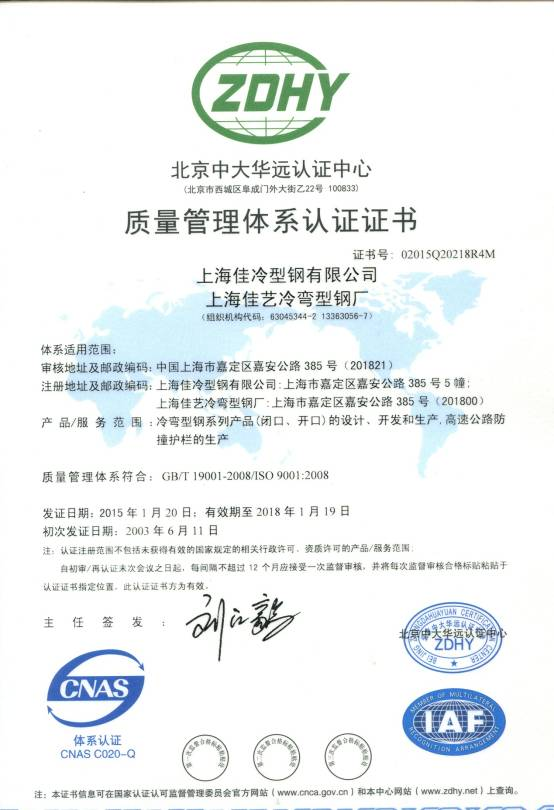 ZDHY
北京中大华远认证中心
(北京市西城区阜成门外大街乙22号 100833)
质量管理体系认证证书
证书号: 02015Q20218R4M
上海佳冷型钢有限公司
上海佳艺冷弯型钢厂
(组织机构代码: 63045344-2 13363056-7)
体系适用范围:
审核地址及邮政编码: 中国上海市嘉定区嘉安公路 385 号 (201821)
注册地址及邮政编码: 上海佳冷型钢有限公司: 上海市嘉定区嘉安公路 385 号 5 幢;
上海佳艺冷弯型钢厂: 上海市嘉定区嘉安公路 385 号 (201800)
产品/服务范围: 冷弯型钢系列产品(闭口、开口)的设计、开发和生产, 高速公路防
撞护栏的生产
质量管理体系符合: GB/T 19001-2008/ISO 9001:2008
发证日期: 2015 年 1 月 20 日; 有效期至 2018 年 1 月 19 日
初次发证日期: 2003 年 6 月 11 日
注: 认证注册范围不包括未获得有效的国家规定的相关行政许可、资质许可的产品/服务范围;
自初审/再认证末次会议之日起, 每间隔不超过 12 个月应接受一次监督审核, 并将每次监督审核合格标贴粘贴于
认证证书指定位置, 此认证证书方为有效。
主任签发:
北京中大华远认证中心
ZDHY
CNAS
体系认证
CNAS C020-Q
MEMBER OF MULTILATERAL
IAF
RECOGNITION ARRANGEMENT
注: 本证书信息可在国家认证认可监督管理委员会官方网站 (www.cnca.gov.cn) 和本中心网站 (www.zdhy.net) 上查询。